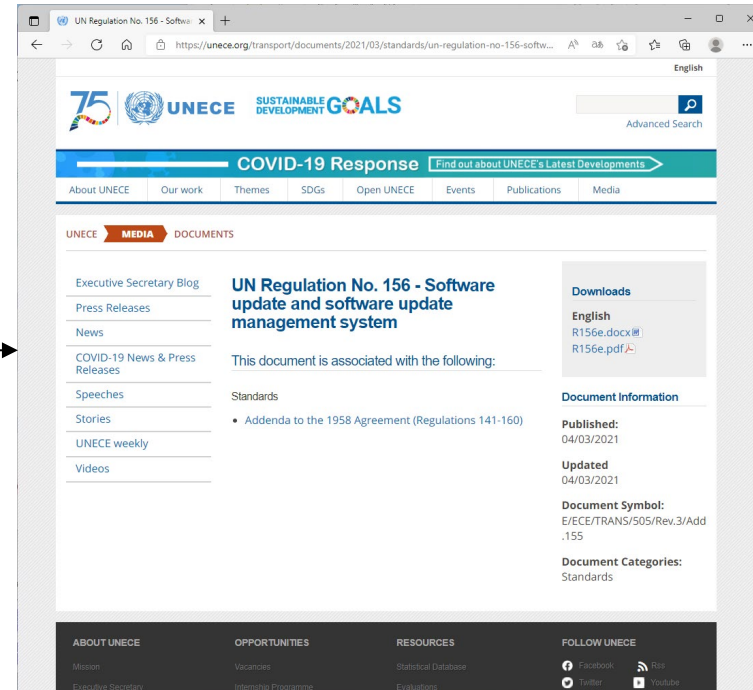 UN Regulation No. 156 - Softwar
https://unece.org/transport/documents/2021/03/standards/un-regulation-no-156-softw...
English
75
UNECE
SUSTAINABLE DEVELOPMENT GOALS
Advanced Search
COVID-19 Response Find out about UNECE's Latest Developments
About UNECE Our work Themes SDGs Open UNECE Events Publications Media
UNECE MEDIA DOCUMENTS
Executive Secretary Blog
Press Releases
News
COVID-19 News & Press
Releases
Speeches
Stories
UNECE weekly
Videos
UN Regulation No. 156 - Software
update and software update
management system
This document is associated with the following:
Standards
• Addenda to the 1958 Agreement (Regulations 141-160)
Downloads
English
R156e.docx
R156e.pdf
Document Information
Published:
04/03/2021
Updated
04/03/2021
Document Symbol:
E/ECE/TRANS/505/Rev.3/Add
.155
Document Categories:
Standards
ABOUT UNECE
Mission
Executive Secretary
OPPORTUNITIES
Vacancies
Internship Programme
RESOURCES
Statistical Database
Evaluations
FOLLOW UNECE
Facebook Rss
Twitter Youtube